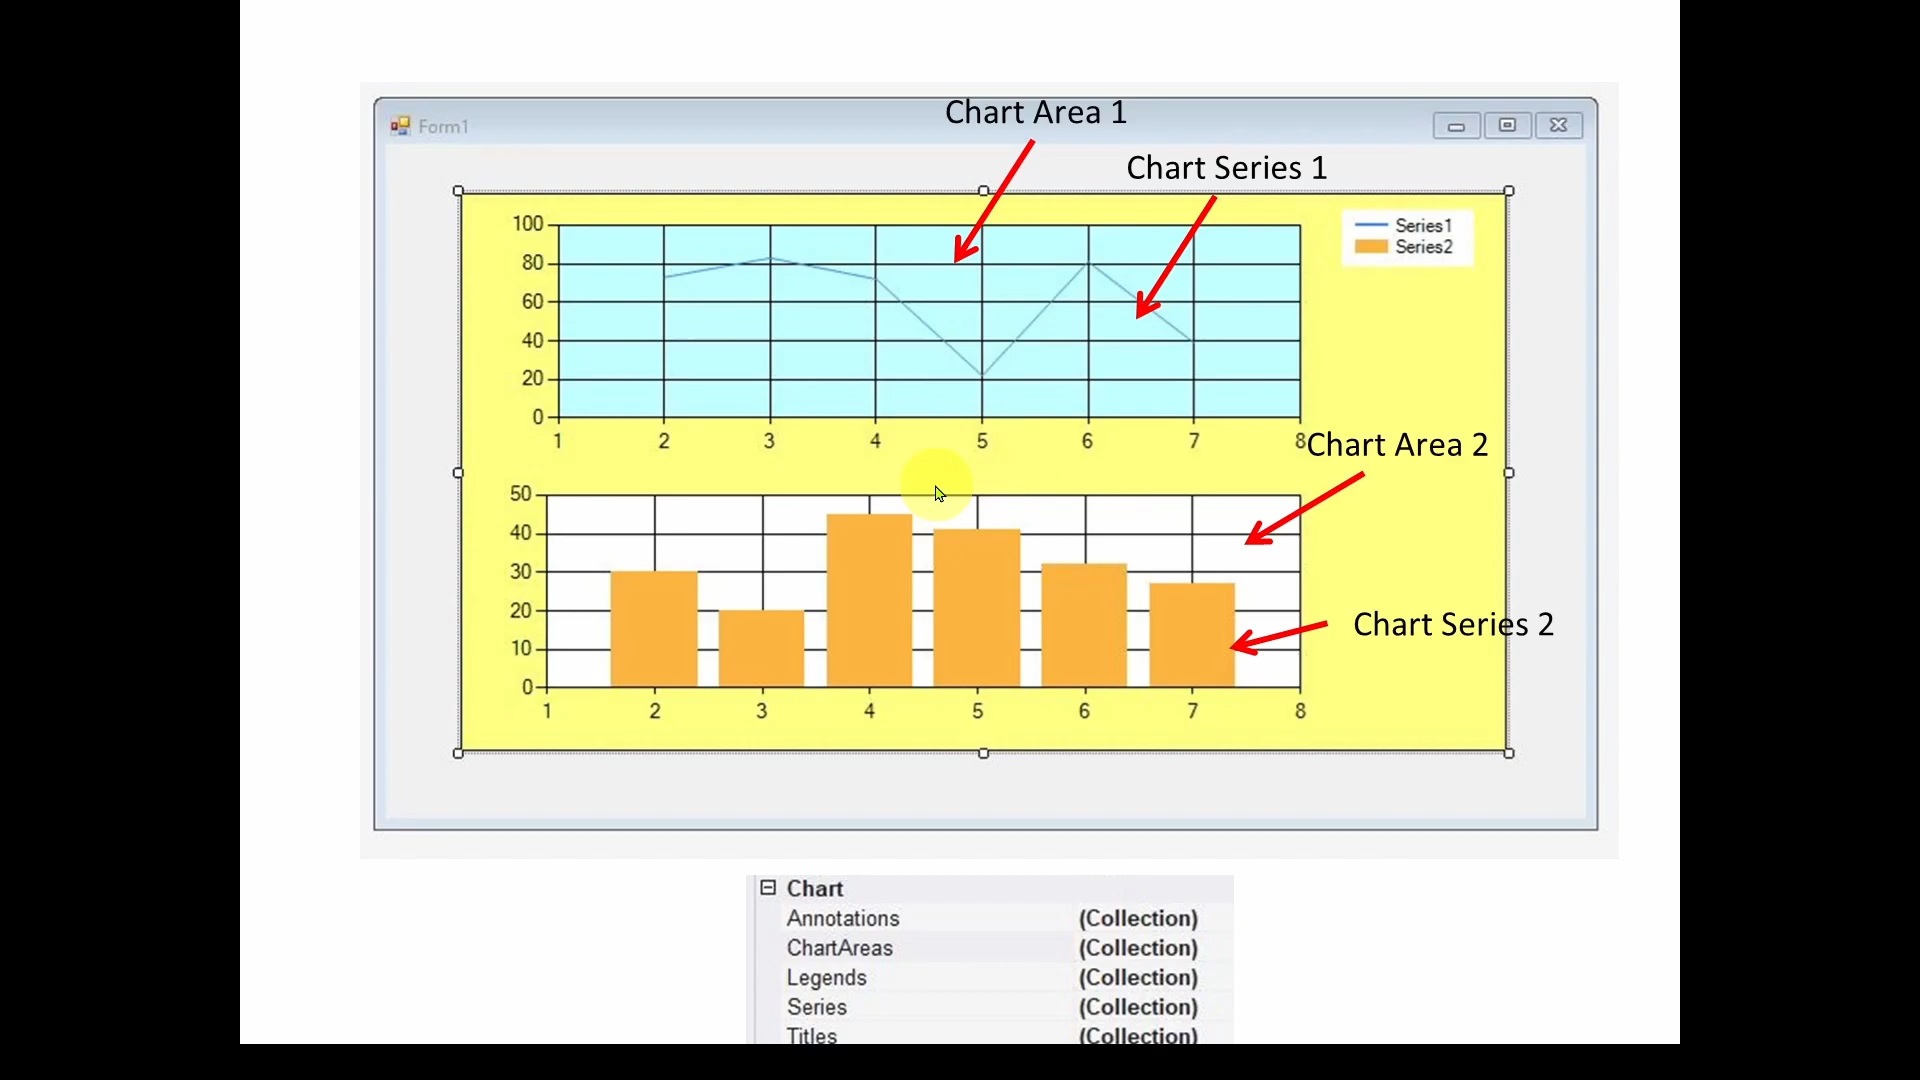 Form1
Chart Area 1
Chart Series 1
100
80
60
40
20
0
1 2 3 4 5 6 7 8
Series1
Series2
Chart Area 2
50
40
30
20
10
0
1 2 3 4 5 6 7 8
Chart Series 2
Chart
Annotations (Collection)
ChartAreas (Collection)
Legends (Collection)
Series (Collection)
Titles (Collection)